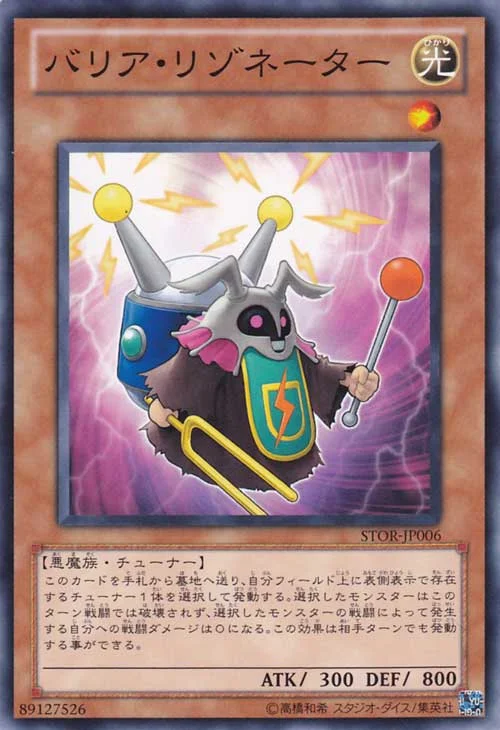 バリア・リゾネーター
ひかり
光
STOR-JP006
【悪魔族・チューナー】
このカードを手札から墓地へ送り、自分フィールド上に表側表示で存在
するチューナー1体を選択して発動する。選択したモンスターはこの
ターン戦闘では破壊されず、選択したモンスターの戦闘によって発生
する自分への戦闘ダメージは0になる。この効果は相手ターンでも発動
する事ができる。
ATK/ 300 DEF/ 800
89127526
©高橋和希 スタジオ・ダイス/集英社